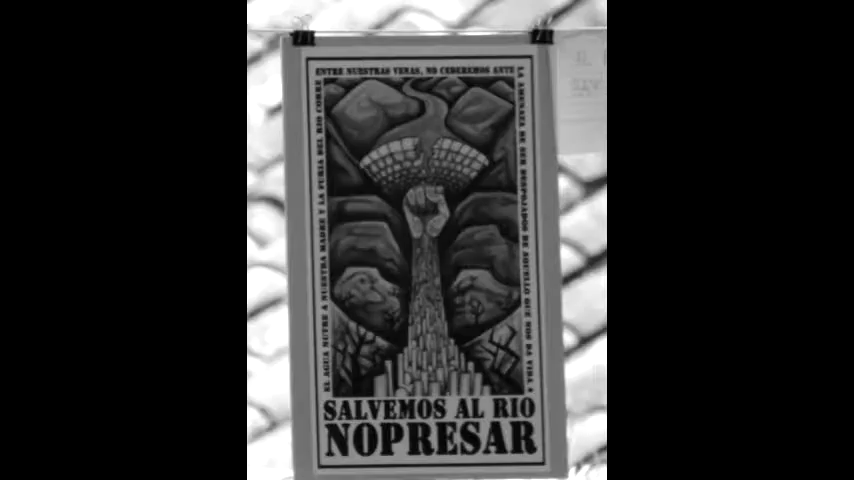 EL AGUA NUTRE A NUESTRA MADRE Y LA FURIA DEL RIO CORRE
ENTRE NUESTRAS VENAS, NO CEDEREMOS ANTE
LA AMENAZA DE SER DESPOJADOS DE AQUELLO QUE NOS DA VIDA
SALVEMOS AL RIO
NOPRESAR